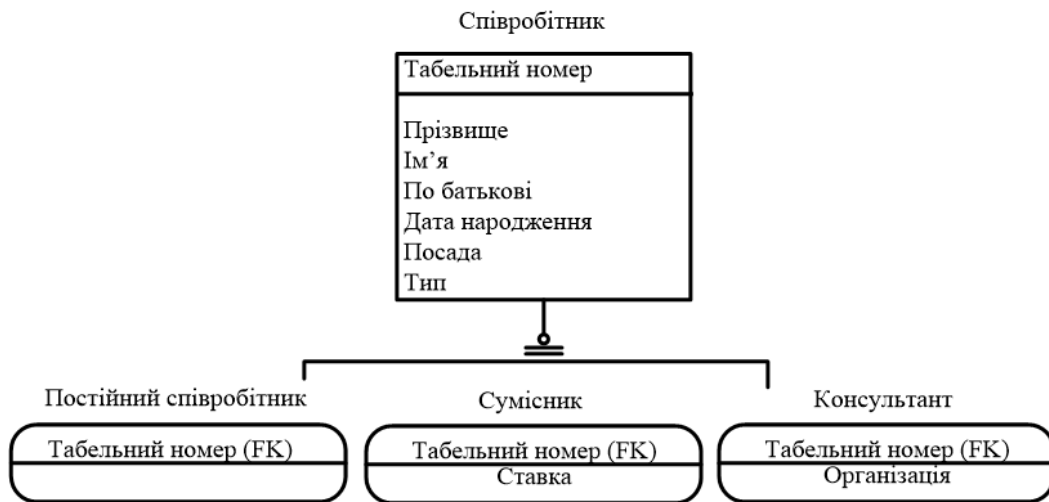 Співробітник
Табельний номер
Прізвище
Ім’я
По батькові
Дата народження
Посада
Тип
Постійний співробітник
Сумісник
Консультант
Табельний номер (FK)
Табельний номер (FK)
Табельний номер (FK)
Ставка
Організація